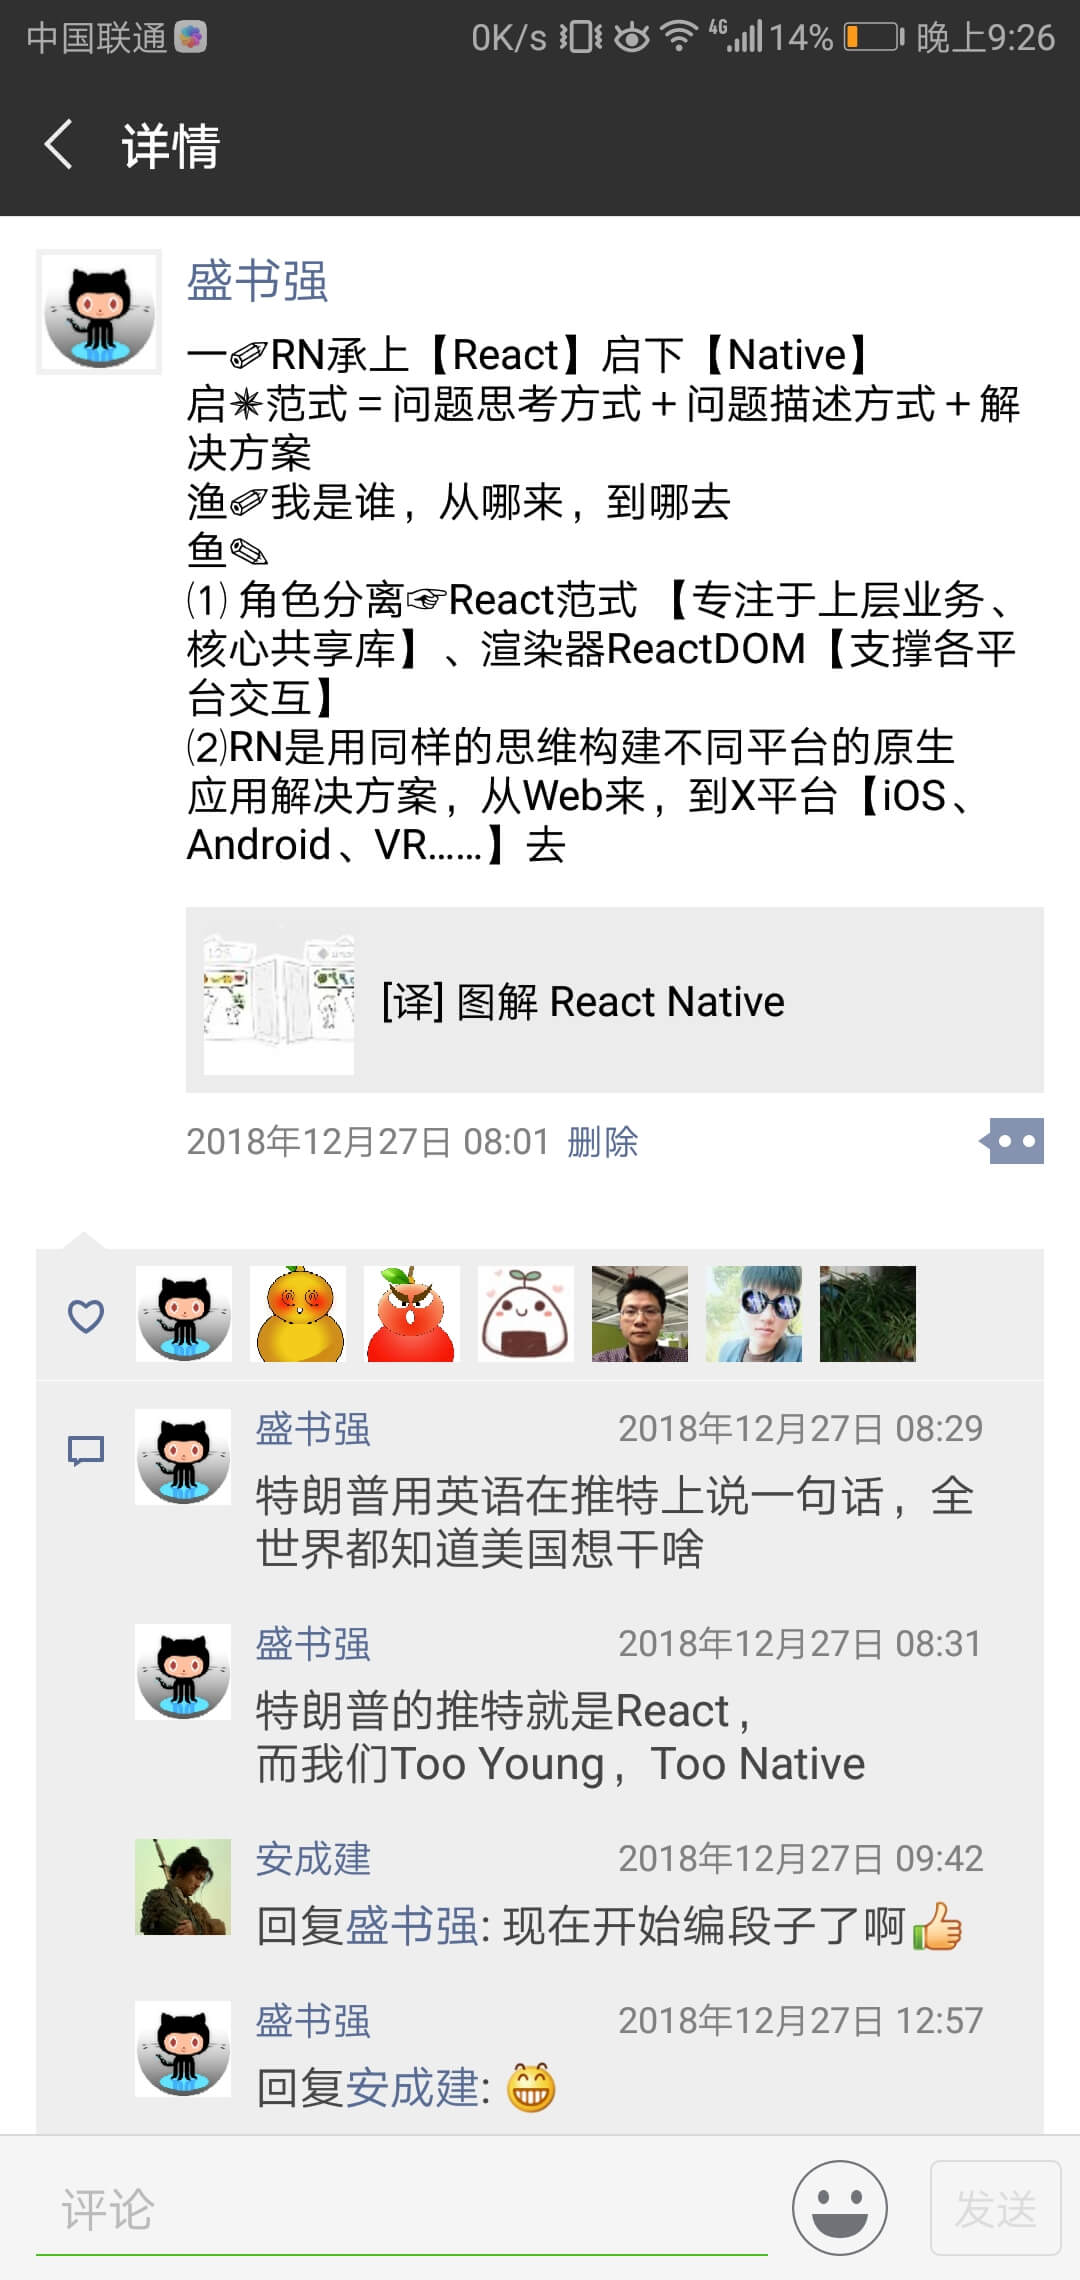 中国联通 0K/s 4G 14% 晚上9:26
详情
盛书强
一✐RN承上【React】启下【Native】
启✴范式＝问题思考方式＋问题描述方式＋解
决方案
渔✐我是谁，从哪来，到哪去
鱼✎
⑴ 角色分离☞React范式 【专注于上层业务、
核心共享库】、渲染器ReactDOM【支撑各平
台交互】
⑵RN是用同样的思维构建不同平台的原生
应用解决方案，从Web来，到X平台【iOS、
Android、VR……】去
[译] 图解 React Native
2018年12月27日 08:01 删除
盛书强 2018年12月27日 08:29
特朗普用英语在推特上说一句话，全
世界都知道美国想干啥
盛书强 2018年12月27日 08:31
特朗普的推特就是React，
而我们Too Young，Too Native
安成建 2018年12月27日 09:42
回复盛书强: 现在开始编段子了啊👍
盛书强 2018年12月27日 12:57
回复安成建: 😁
评论 发送